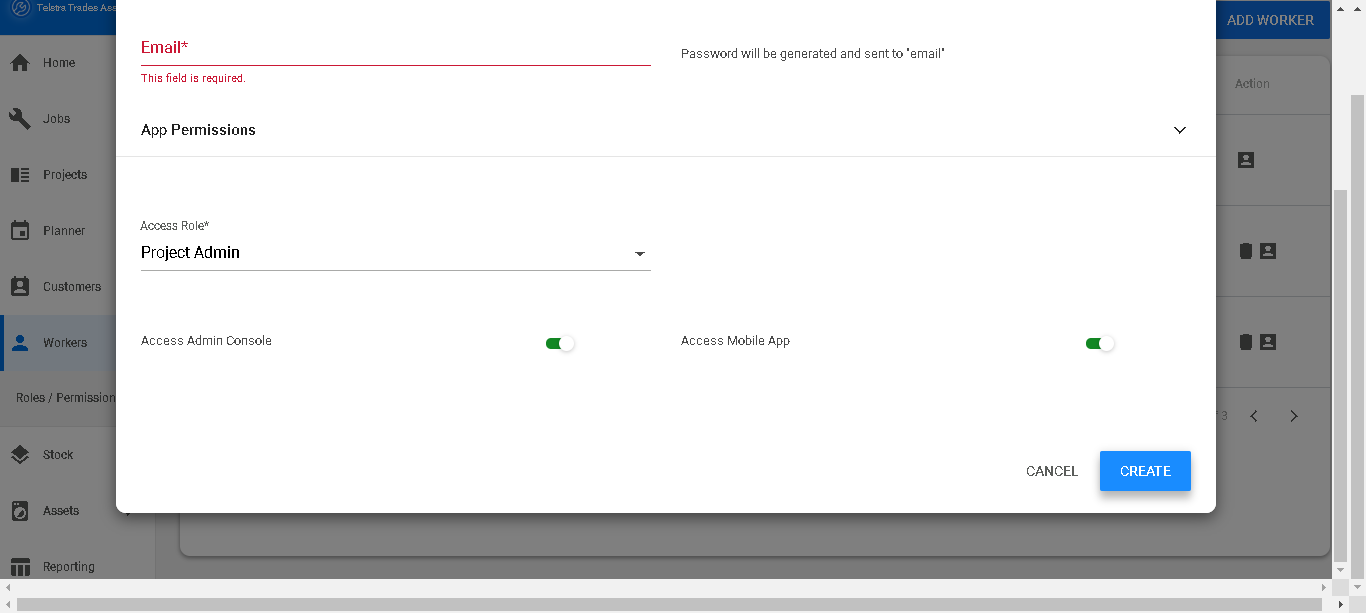 Telstra Trades Ass
ADD WORKER
Home
Jobs
Projects
Planner
Customers
Workers
Roles / Permission
Stock
Assets
Reporting
Email*
This field is required.
Password will be generated and sent to "email"
App Permissions
Access Role*
Project Admin
Access Admin Console
Access Mobile App
CANCEL
CREATE
Action
f 3